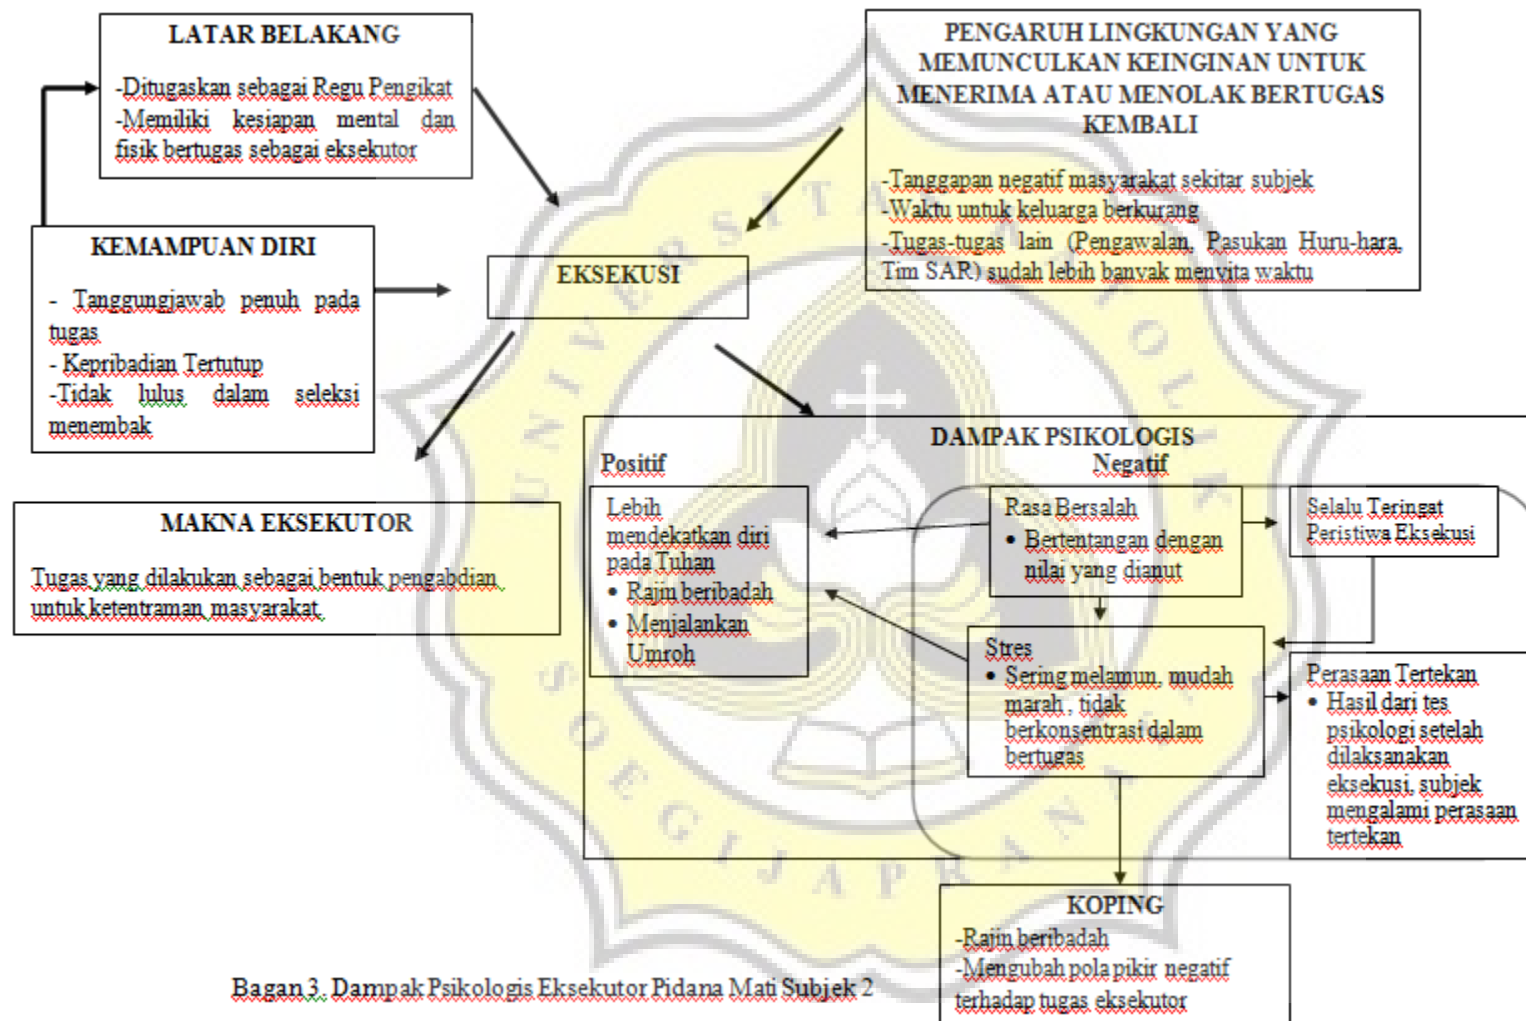 LATAR BELAKANG
-Ditugaskan sebagai Regu Pengikat
-Memiliki kesiapan mental dan
fisik bertugas sebagai eksekutor
PENGARUH LINGKUNGAN YANG
MEMUNCULKAN KEINGINAN UNTUK
MENERIMA ATAU MENOLAK BERTUGAS
KEMBALI
-Tanggapan negatif masyarakat sekitar subjek
-Waktu untuk keluarga berkurang
-Tugas-tugas lain (Pengawalan, Pasukan Huru-hara,
Tim SAR) sudah lebih banyak menyita waktu
KEMAMPUAN DIRI
- Tanggungjawab penuh pada
tugas
- Kepribadian Tertutup
-Tidak lulus dalam seleksi
menembak
EKSEKUSI
MAKNA EKSEKUTOR
Tugas yang dilakukan sebagai bentuk pengabdian
untuk ketentraman masyarakat.
DAMPAK PSIKOLOGIS
Positif
Negatif
Lebih
mendekatkan diri
pada Tuhan
• Rajin beribadah
• Menjalankan
Umroh
Rasa Bersalah
• Bertentangan dengan
nilai yang dianut
Selalu Teringat
Peristiwa Eksekusi
Stres
• Sering melamun, mudah
marah , tidak
berkonsentrasi dalam
bertugas
Perasaan Tertekan
• Hasil dari tes
psikologi setelah
dilaksanakan
eksekusi, subjek
mengalami perasaan
tertekan
KOPING
-Rajin beribadah
-Mengubah pola pikir negatif
terhadap tugas eksekutor
Bagan 3. Dampak Psikologis Eksekutor Pidana Mati Subjek 2
UNIVERSITAS KATOLIK
SOEGIJAPRANATA